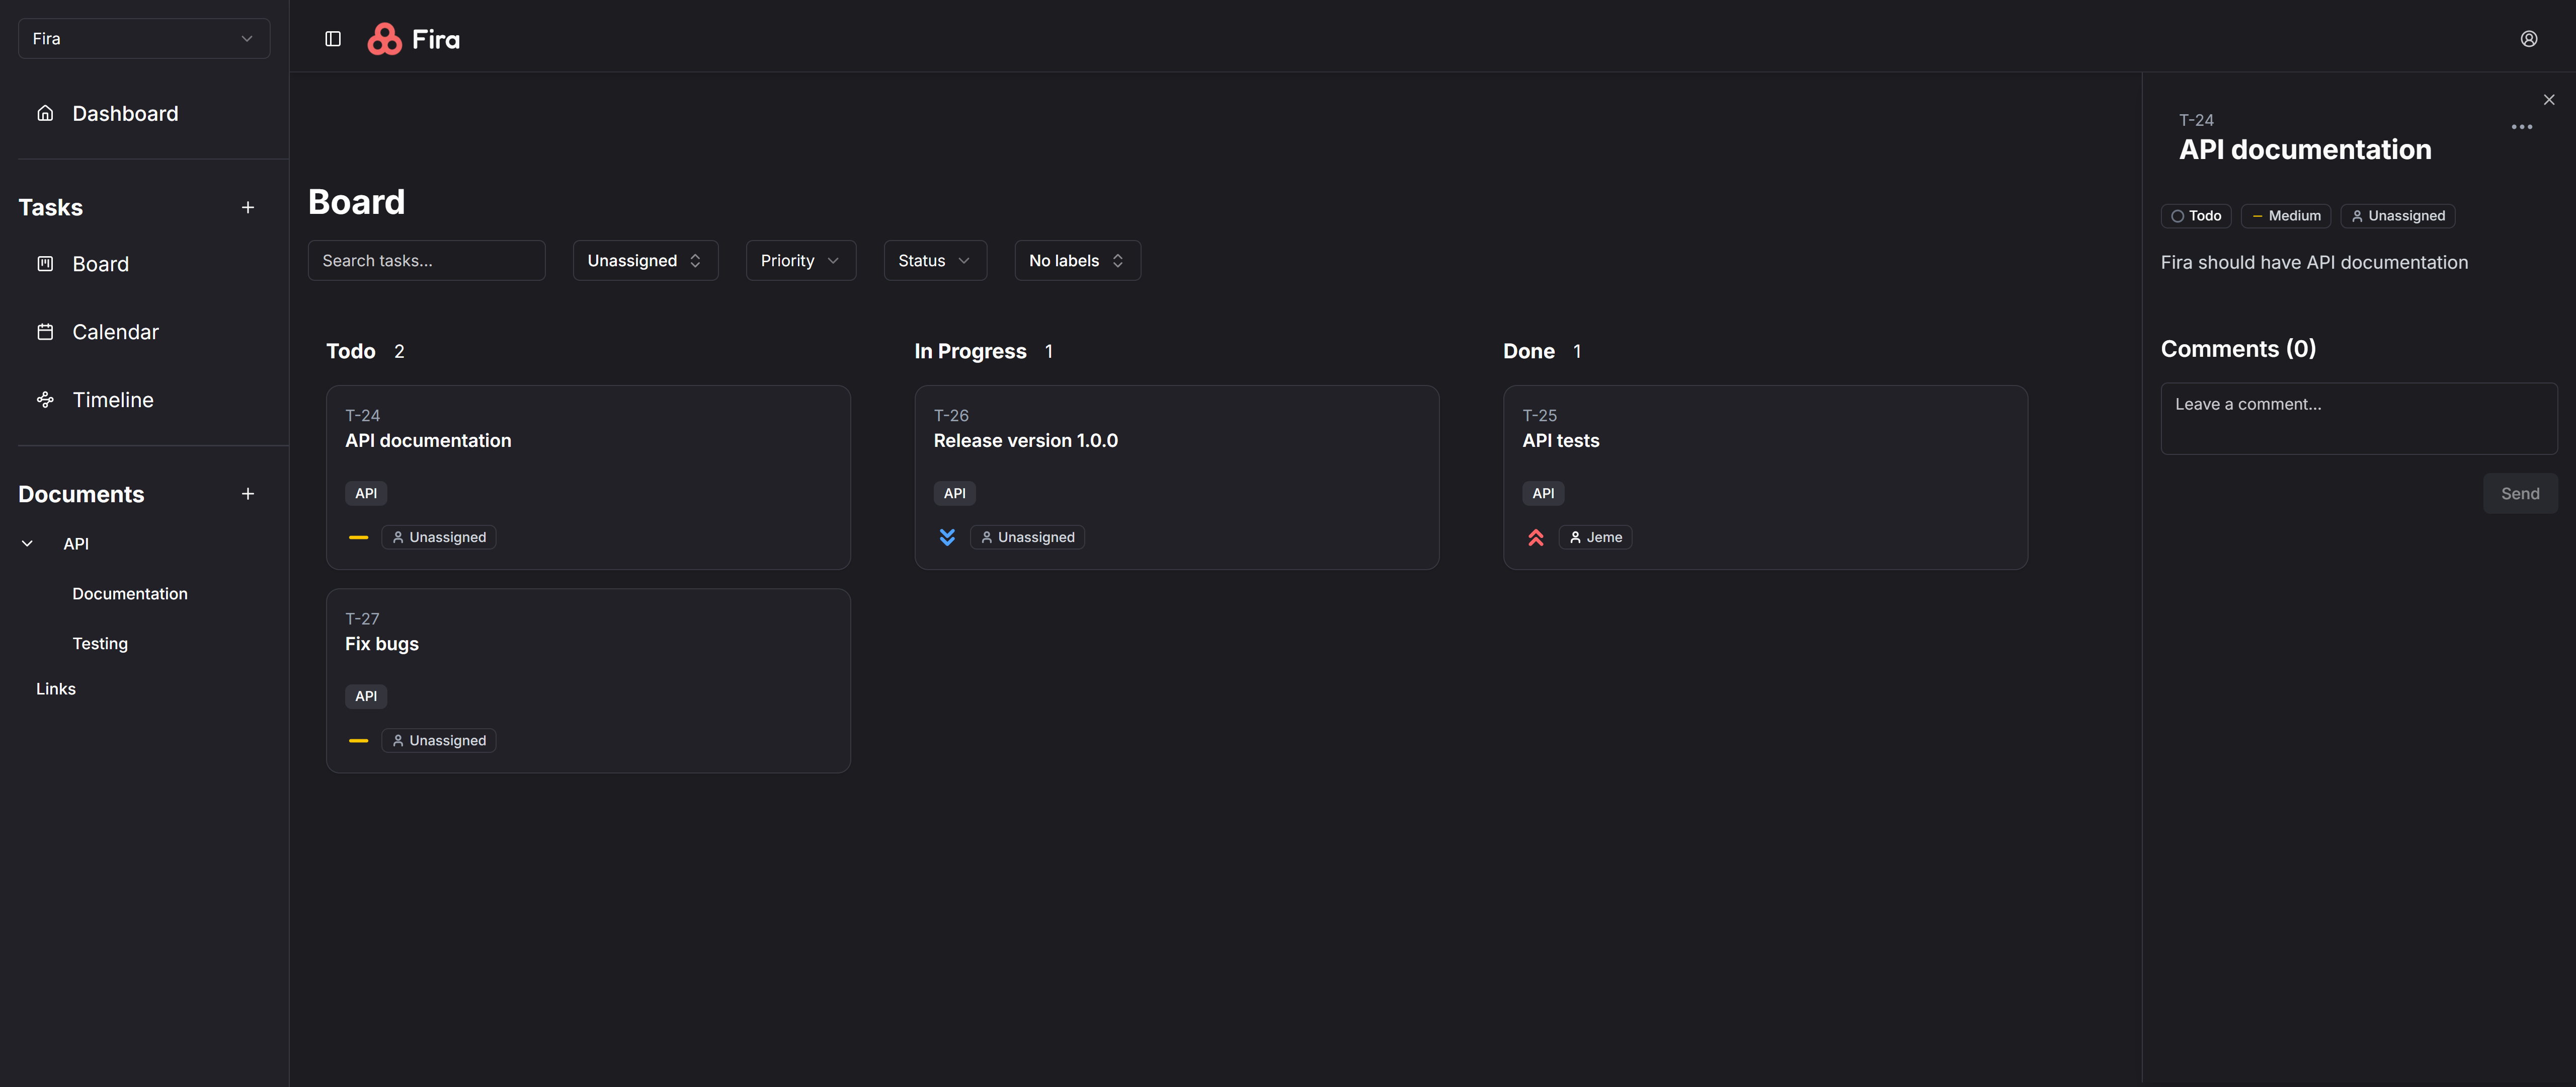 Fira
Dashboard
Tasks
Board
Calendar
Timeline
Documents
API
Documentation
Testing
Links
Fira
Board
Search tasks...
Unassigned
Priority
Status
No labels
Todo 2
T-24
API documentation
API
Unassigned
T-27
Fix bugs
API
Unassigned
In Progress 1
T-26
Release version 1.0.0
API
Unassigned
Done 1
T-25
API tests
API
Jeme
T-24
API documentation
Todo
Medium
Unassigned
Fira should have API documentation
Comments (0)
Leave a comment...
Send